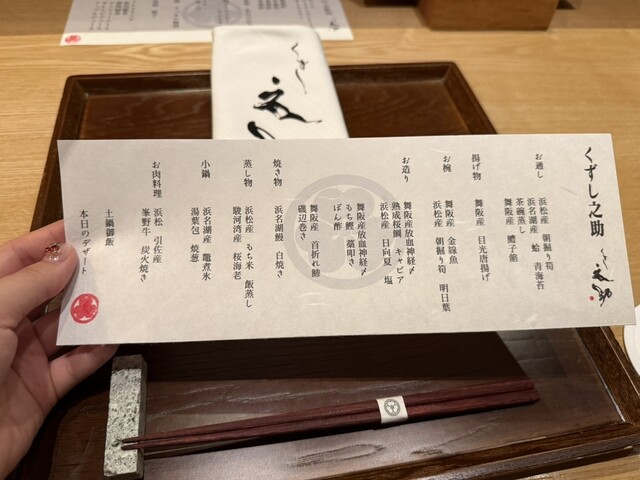 くずし之助
お通し
浜松産 朝掘り筍
浜名湖産 蛤 青海苔
茶碗蒸し
舞阪産 鱧子餡
揚げ物
舞阪産 目光唐揚げ
お椀
舞阪産 金線魚
浜松産 朝掘り筍 明日葉
お造り
舞阪産放血神経〆
熟成桜鯛 キャビア
浜松産 日向夏 塩
舞阪産放血神経〆
もち鰹 藁叩き
ぽん酢
舞阪産 首折れ鯖
磯辺巻き
焼き物
浜名湖鰻 白焼き
蒸し物
浜松産 もち米 飯蒸し
駿河湾産 桜海老
小鍋
浜名湖産 竜煮氷
湯葉包 焼葱
お肉料理
浜松 引佐産
峯野牛 炭火焼き
土鍋御飯
本日のデザート
くずし